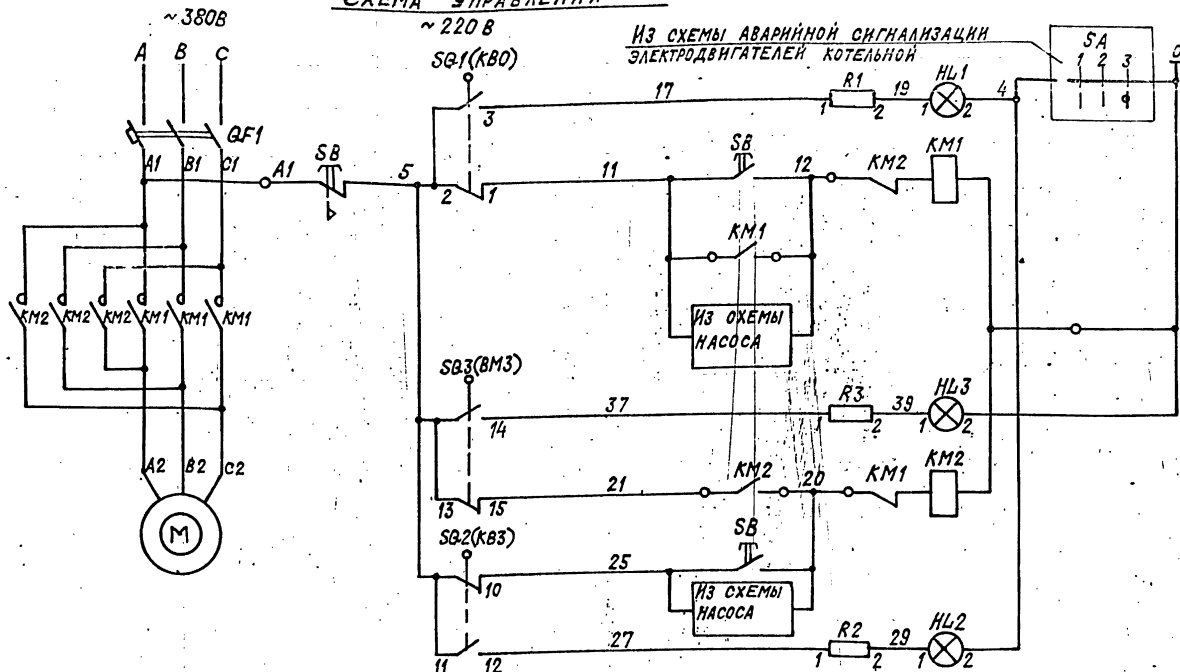 СХЕМА УПРАВЛЕНИЯ
~ 380В
~ 220В
ИЗ СХЕМЫ АВАРИЙНОЙ СИГНАЛИЗАЦИИ
ЭЛЕКТРОДВИГАТЕЛЕЙ КОТЕЛЬНОЙ
SA
1 2 3
0
A B C
SQ1(КВО)
3
17
R1
1 2
19
HL1
1 2
4
QF1
A1 B1 C1
A1
SB
5
2 1
11
SB
12
KM2
KM1
KM1
ИЗ СХЕМЫ
НАСОСА
KM2 KM2 KM2 KM1 KM1 KM1
SQ3(ВМЗ)
14
37
R3
1 2
39
HL3
1 2
A2 B2 C2
M
13 15
21
KM2
20
KM1
KM2
SQ2(КВЗ)
10
25
SB
ИЗ СХЕМЫ
НАСОСА
11 12
27
R2
1 2
29
HL2
1 2